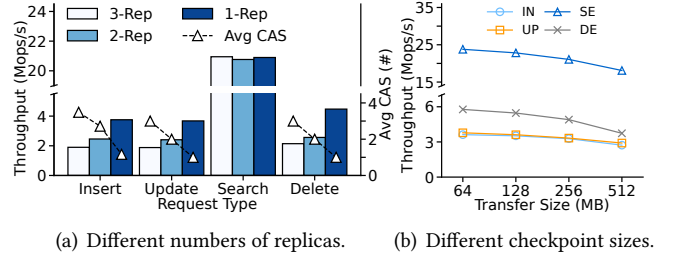 3-Rep
1-Rep
2-Rep
Avg CAS
Throughput (Mops/s)
24
22
20
4
2
0
Avg CAS (#)
4
2
0
Insert
Update
Search
Delete
Request Type
(a) Different numbers of replicas.
IN
SE
UP
DE
Throughput (Mops/s)
35
25
15
6
3
0
64
128
256
512
Transfer Size (MB)
(b) Different checkpoint sizes.